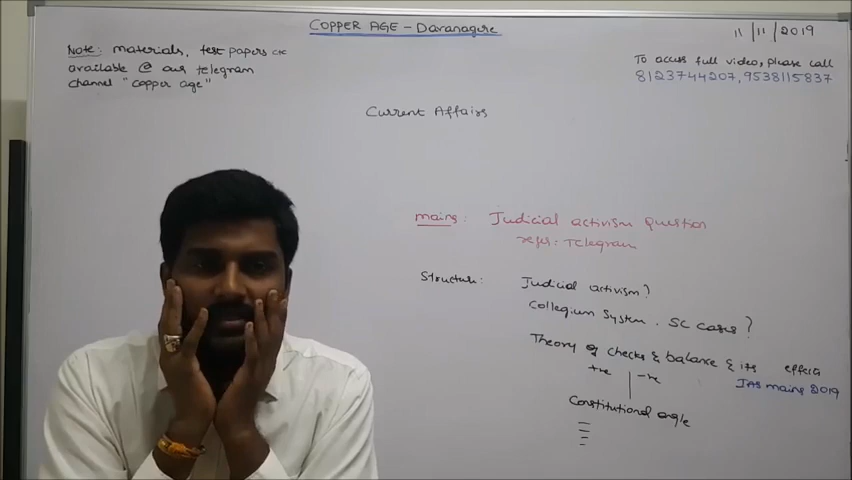 COPPER AGE - Davanagere
11/11/2019
Note: materials, test papers etc
available @ our telegram
channel "copper age"
To access full video, please call
8123744207, 9538115837
Current Affairs
mains: Judicial activism Question
refer: Telegram
Structure: Judicial activism?
Collegium System, SC cases?
Theory of checks & balance & its effects
+ve -ve
IAS mains 2019
Constitutional angle